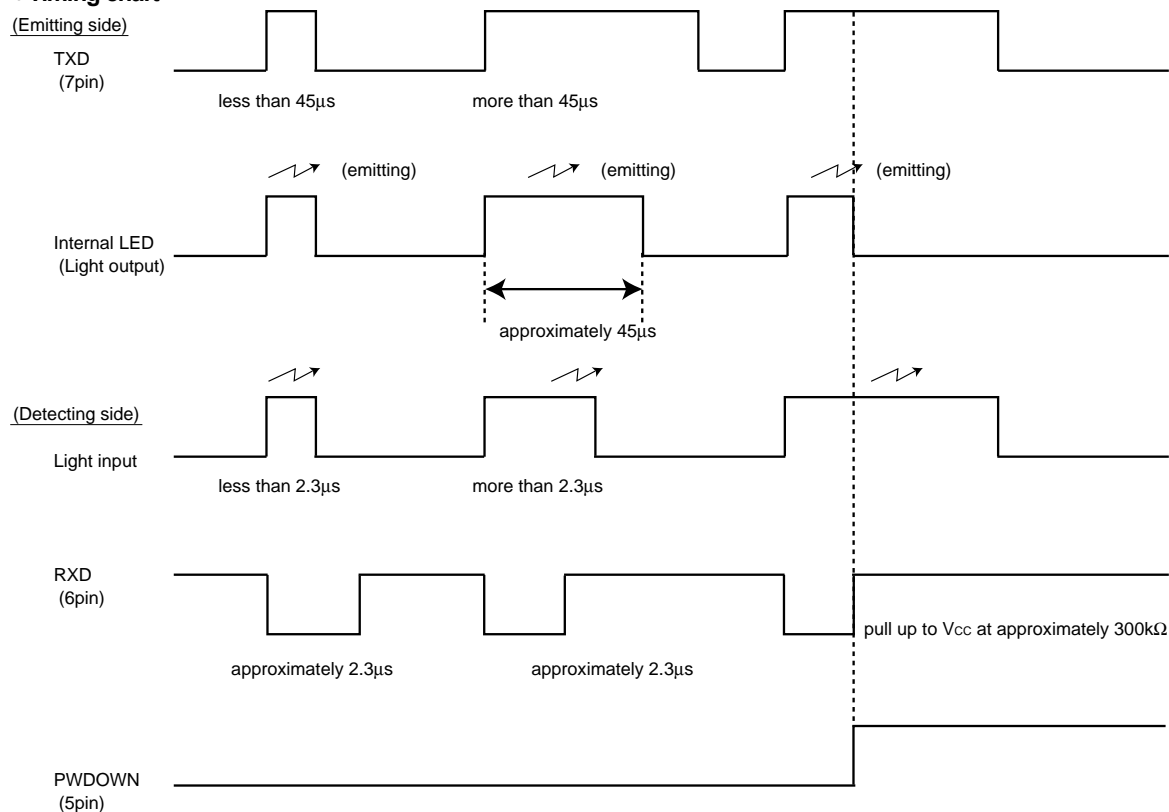 Timing chart
(Emitting side)
TXD
(7pin)
less than 45μs
more than 45μs
(emitting)
(emitting)
(emitting)
Internal LED
(Light output)
approximately 45μs
(Detecting side)
Light input
less than 2.3μs
more than 2.3μs
RXD
(6pin)
pull up to VCC at approximately 300kΩ
approximately 2.3μs
approximately 2.3μs
PWDOWN
(5pin)